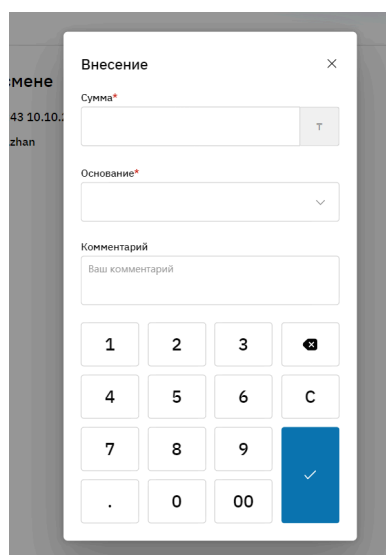 Внесение
смене
Сумма*
43 10.10.
₸
zhan
Основание*
Комментарий
Ваш комментарий
1 2 3
4 5 6 C
7 8 9
. 0 00